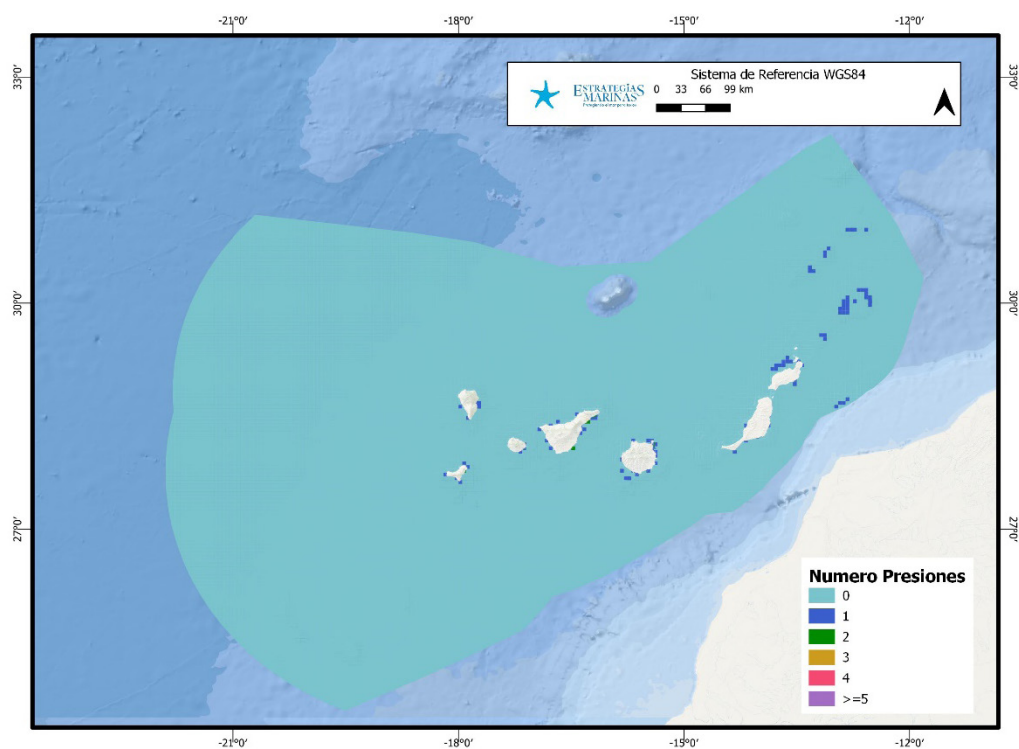 -21°0' -18°0' -15°0' -12°0'
33°0' 33°0'
Sistema de Referencia WGS84
ESTRATEGIAS
MARINAS
0 33 66 99 km
30°0' 30°0'
27°0' 27°0'
Numero Presiones
0
1
2
3
4
>=5
-21°0' -18°0' -15°0' -12°0'